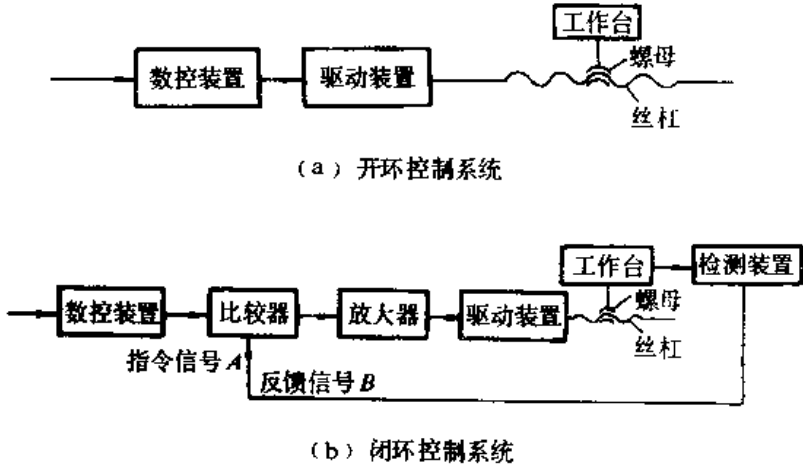 工作台
数控装置
驱动装置
螺母
丝杠
(a) 开环控制系统
工作台
检测装置
数控装置
比较器
放大器
驱动装置
螺母
丝杠
指令信号A
反馈信号B
(b) 闭环控制系统